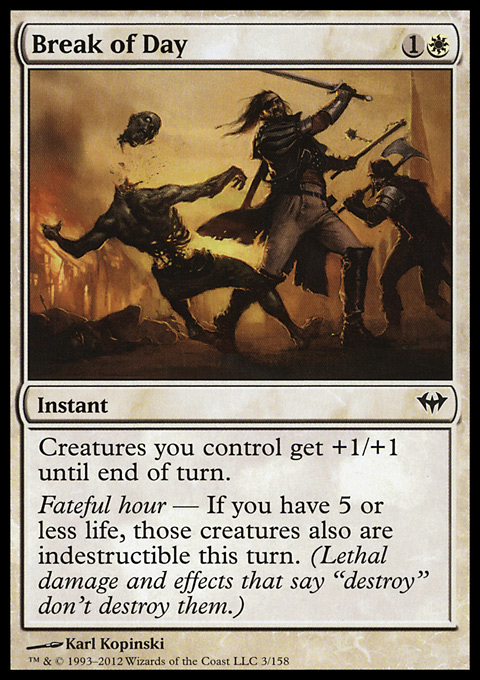 Break of Day 1
Instant
Creatures you control get +1/+1
until end of turn.
Fateful hour — If you have 5 or
less life, those creatures also are
indestructible this turn. (Lethal
damage and effects that say “destroy”
don’t destroy them.)
Karl Kopinski
™ & © 1993–2012 Wizards of the Coast LLC 3/158